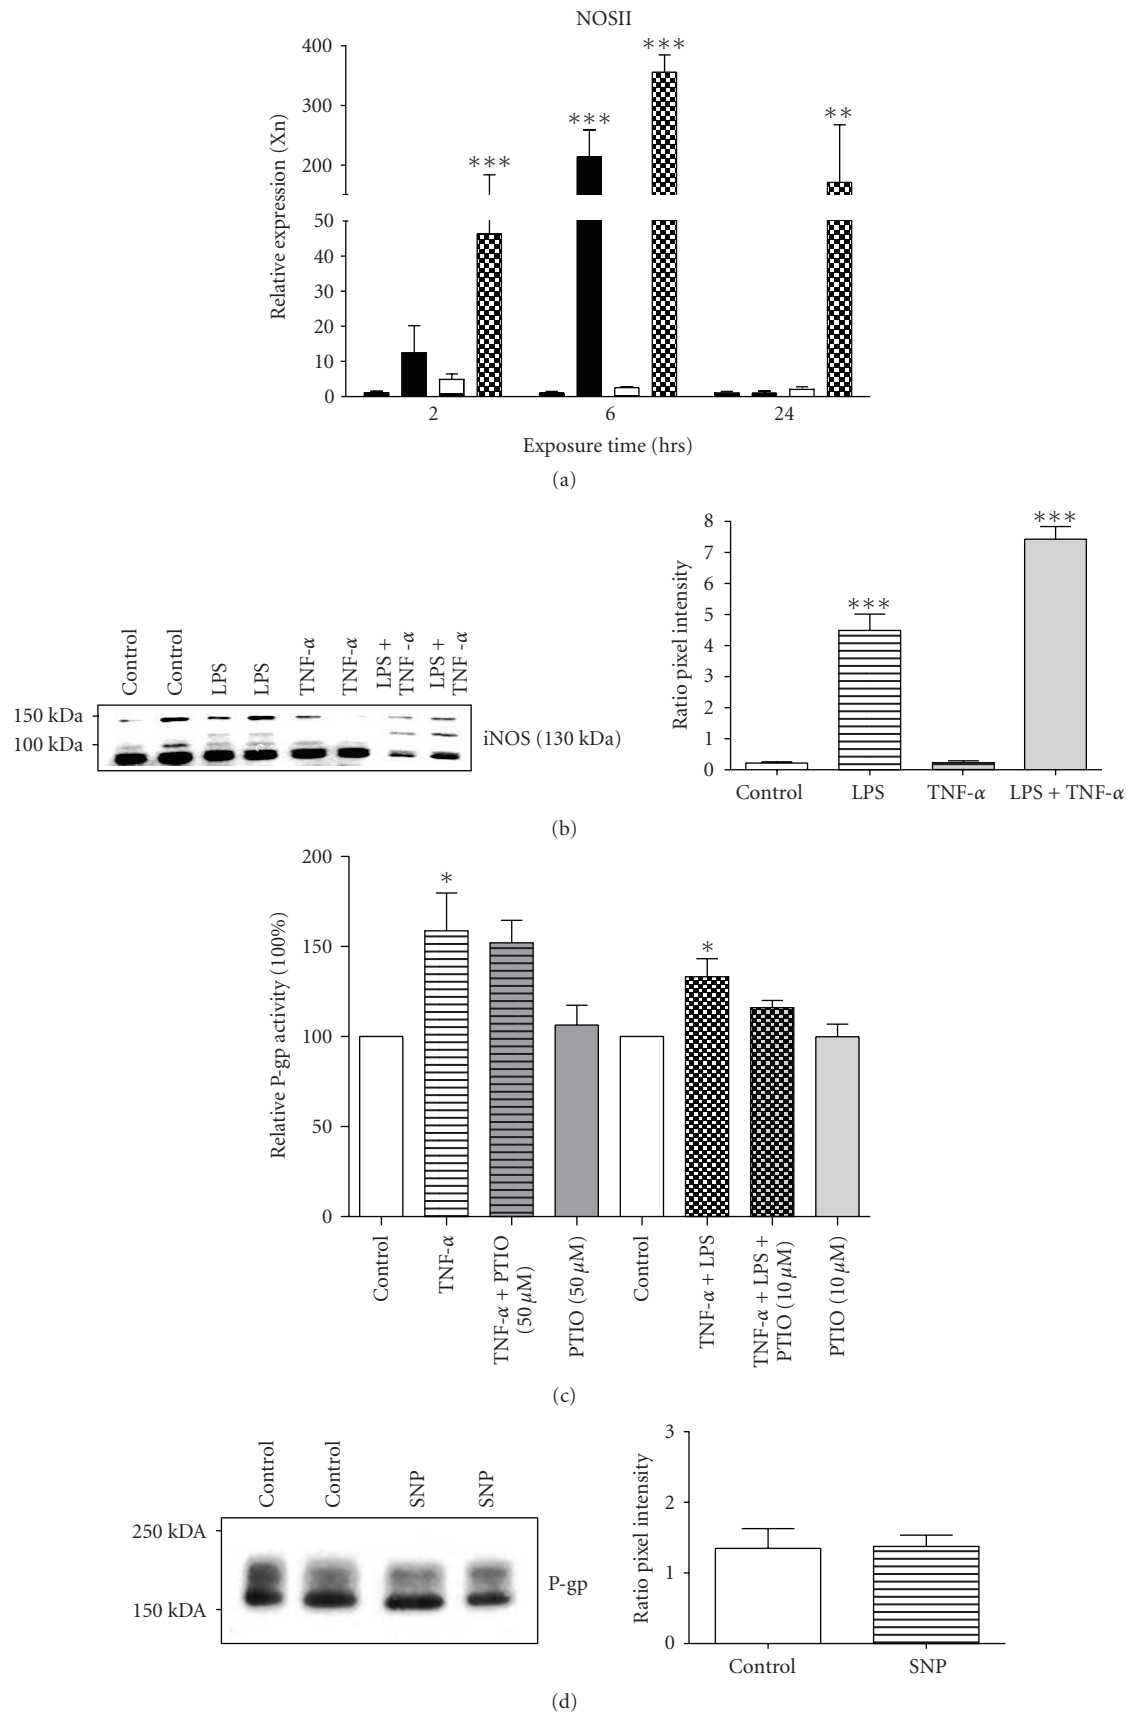 NOSII
Relative expression (Xn)
400
300
200
50
40
30
20
10
0
***
***
***
**
2
6
24
Exposure time (hrs)
(a)
Control
Control
LPS
LPS
TNF-α
TNF-α
LPS +
TNF-α
LPS +
TNF-α
150 kDa
100 kDa
iNOS (130 kDa)
Ratio pixel intensity
8
7
6
5
4
3
2
1
0
***
***
Control
LPS
TNF-α
LPS + TNF-α
(b)
Relative P-gp activity (100%)
200
150
100
50
0
*
*
Control
TNF-α
TNF-α + PTIO
(50 μM)
PTIO (50 μM)
Control
TNF-α + LPS
TNF-α + LPS +
PTIO (10 μM)
PTIO (10 μM)
(c)
Control
Control
SNP
SNP
250 kDA
150 kDA
P-gp
Ratio pixel intensity
3
2
1
0
Control
SNP
(d)